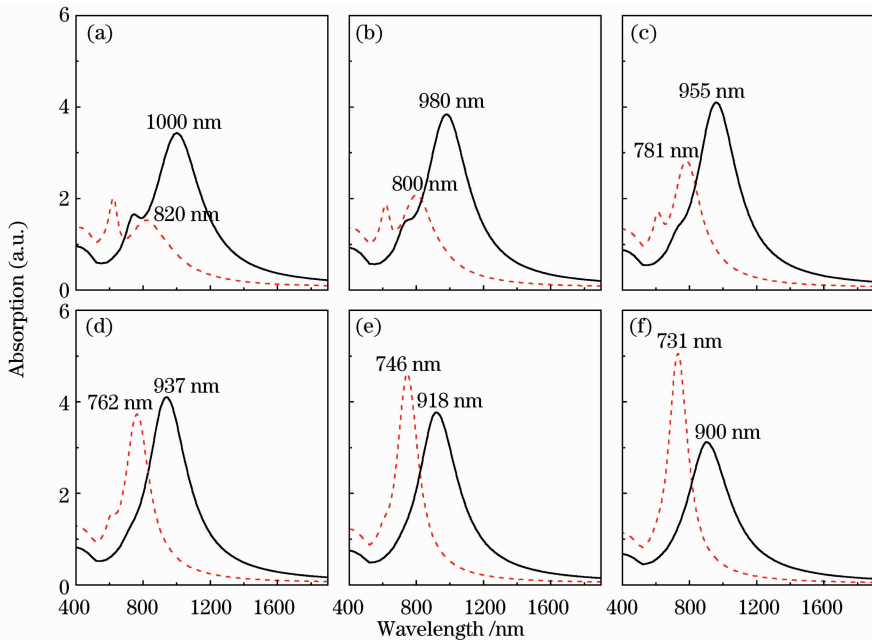 6
(a)
(b)
(c)
955 nm
980 nm
1000 nm
4
781 nm
800 nm
820 nm
2
0
6
(d)
(e)
(f)
731 nm
746 nm
762 nm
937 nm
918 nm
900 nm
4
2
0
400 800 1200 1600 400 800 1200 1600 400 800 1200 1600
Wavelength /nm
Absorption (a.u.)